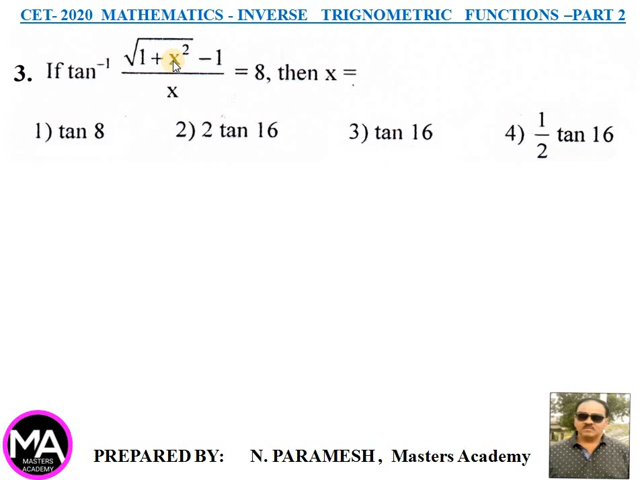 CET- 2020 MATHEMATICS - INVERSE TRIGNOMETRIC FUNCTIONS –PART 2
3. If tan⁻¹ (√(1 + x²) − 1)/x = 8, then x =
1) tan 8 2) 2 tan 16 3) tan 16 4) 1/2 tan 16
MA
MASTERS
ACADEMY
PREPARED BY: N. PARAMESH , Masters Academy